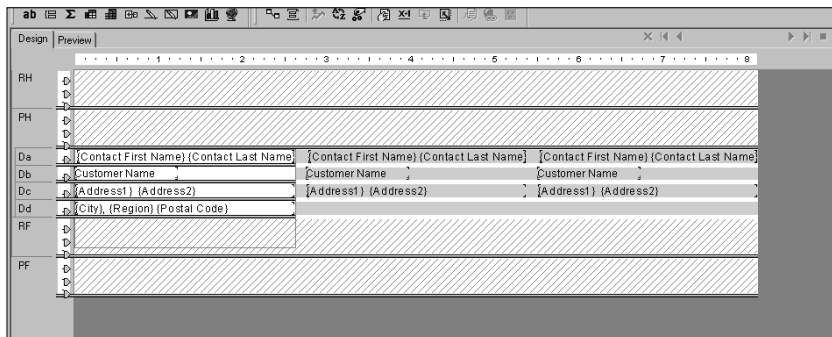 ab Σ
Design Preview
1 2 3 4 5 6 7 8
RH
PH
Da {Contact First Name} {Contact Last Name} {Contact First Name} {Contact Last Name} {Contact First Name} {Contact Last Name}
Db Customer Name Customer Name Customer Name
Dc {Address1} {Address2} {Address1} {Address2} {Address1} {Address2}
Dd {City}, {Region} {Postal Code}
RF
PF